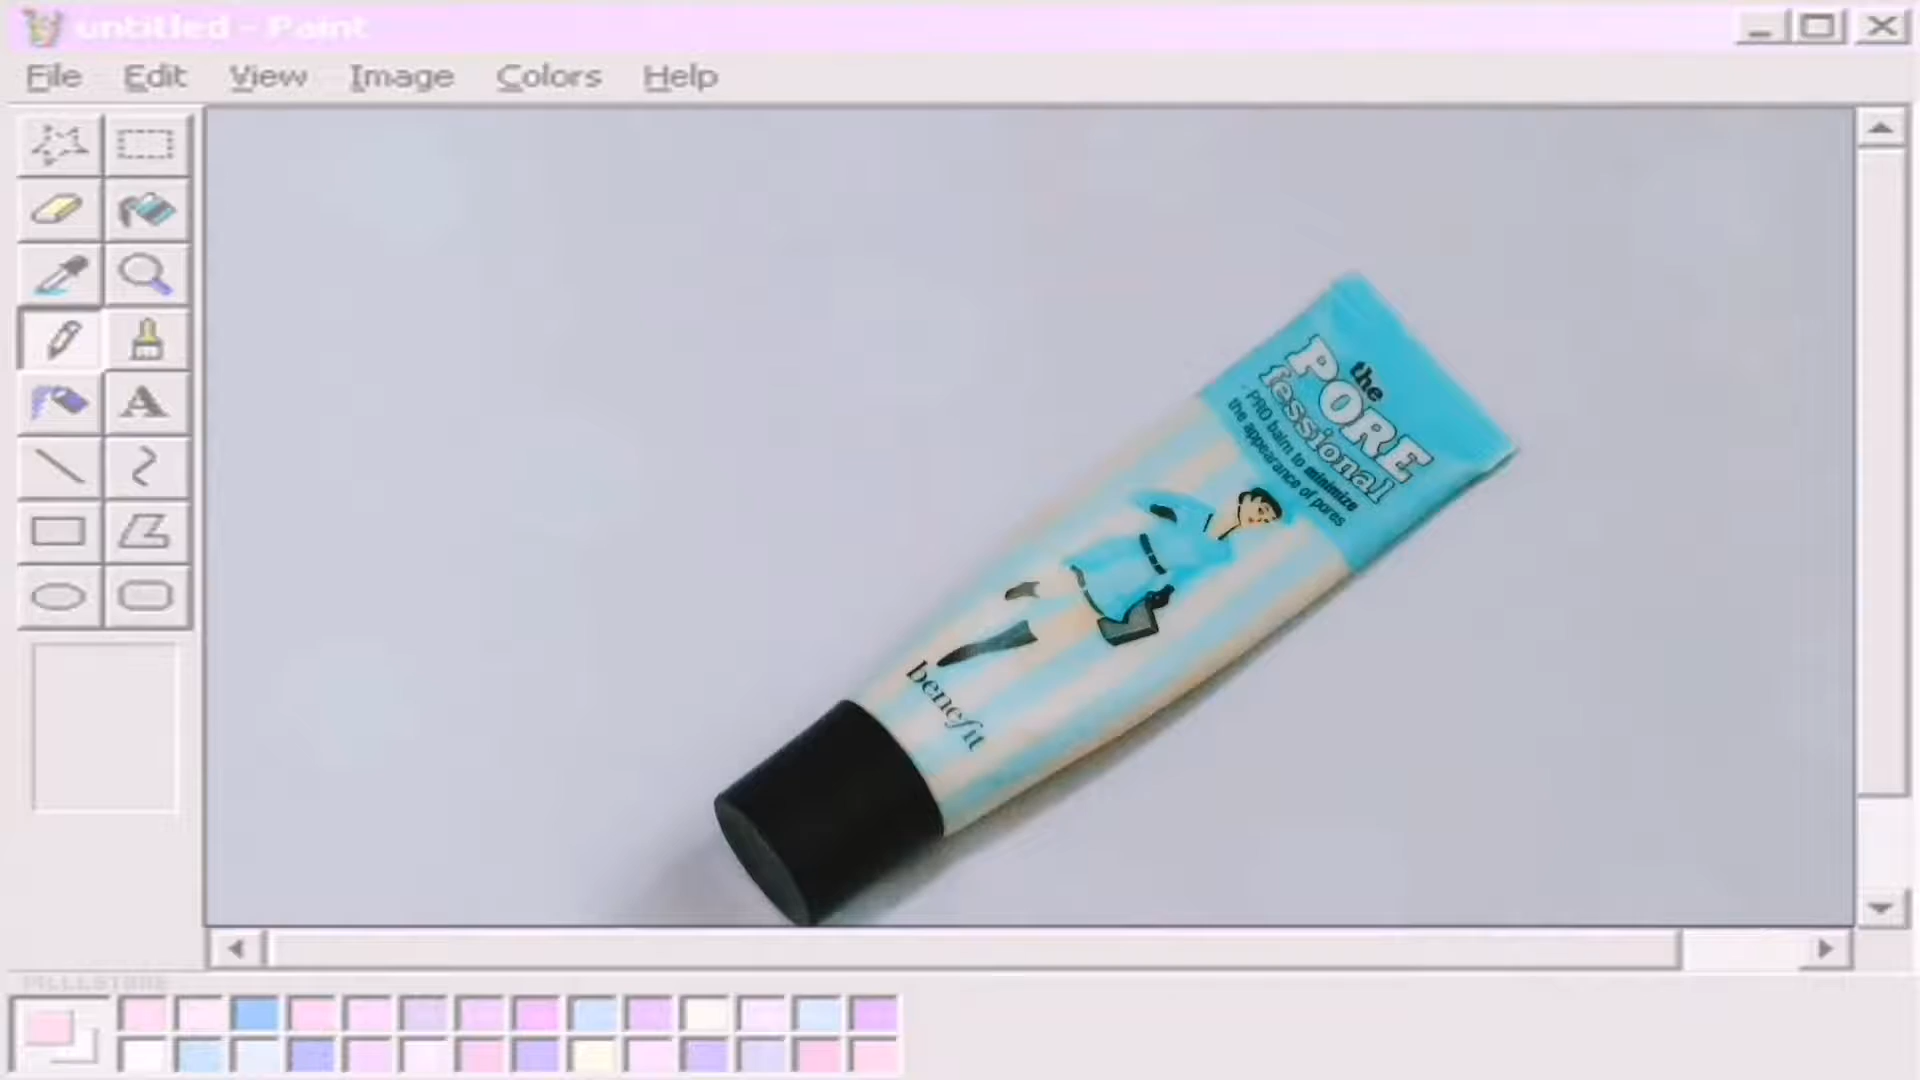 untitled - Paint
File Edit View Image Colors Help
the
PORE
fessional
PRO balm to minimize
the appearance of pores
benefit
A